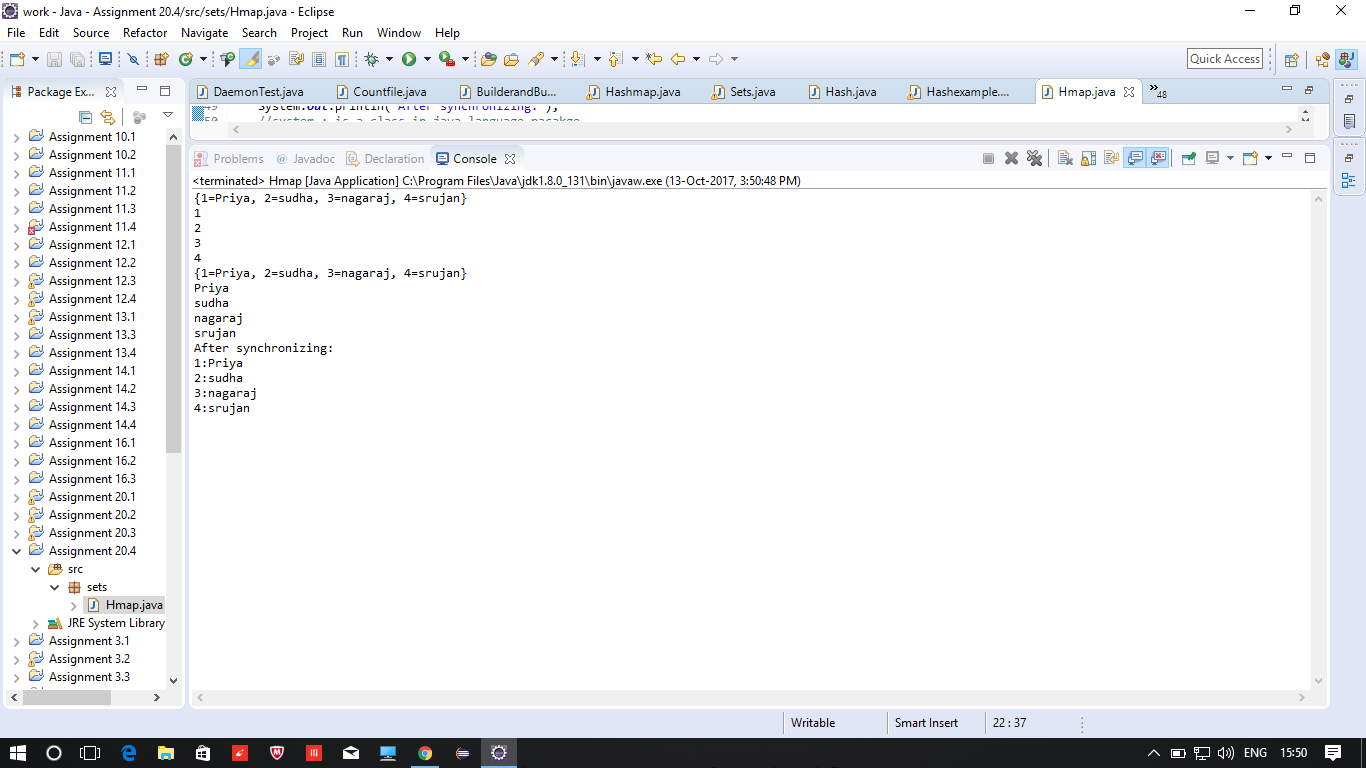 work - Java - Assignment 20.4/src/sets/Hmap.java - Eclipse
File Edit Source Refactor Navigate Search Project Run Window Help
Quick Access
Package Ex...
DaemonTest.java Countfile.java BuilderandBu... Hashmap.java Sets.java Hash.java Hashexample.... Hmap.java »48
49 System.out.println("After synchronizing:");
50 //system : is a class in java language pacakge
Problems @ Javadoc Declaration Console
<terminated> Hmap [Java Application] C:\Program Files\Java\jdk1.8.0_131\bin\javaw.exe (13-Oct-2017, 3:50:48 PM)
{1=Priya, 2=sudha, 3=nagaraj, 4=srujan}
1
2
3
4
{1=Priya, 2=sudha, 3=nagaraj, 4=srujan}
Priya
sudha
nagaraj
srujan
After synchronizing:
1:Priya
2:sudha
3:nagaraj
4:srujan
Assignment 10.1
Assignment 10.2
Assignment 11.1
Assignment 11.2
Assignment 11.3
Assignment 11.4
Assignment 12.1
Assignment 12.2
Assignment 12.3
Assignment 12.4
Assignment 13.1
Assignment 13.3
Assignment 13.4
Assignment 14.1
Assignment 14.2
Assignment 14.3
Assignment 14.4
Assignment 16.1
Assignment 16.2
Assignment 16.3
Assignment 20.1
Assignment 20.2
Assignment 20.3
Assignment 20.4
src
sets
Hmap.java
JRE System Library
Assignment 3.1
Assignment 3.2
Assignment 3.3
Writable Smart Insert 22 : 37
ENG 15:50